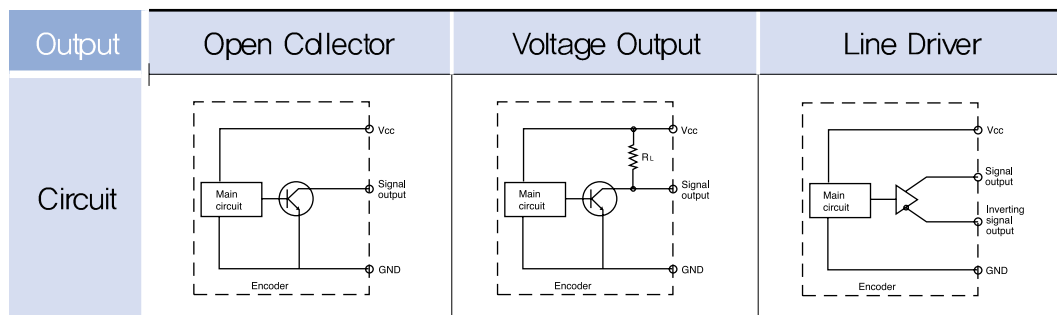 Output
Open Collector
Voltage Output
Line Driver
Circuit
Vcc
Signal
output
Main
circuit
GND
Encoder
Vcc
RL
Signal
output
Main
circuit
GND
Encoder
Vcc
Signal
output
Main
circuit
Inverting
signal
output
GND
Encoder